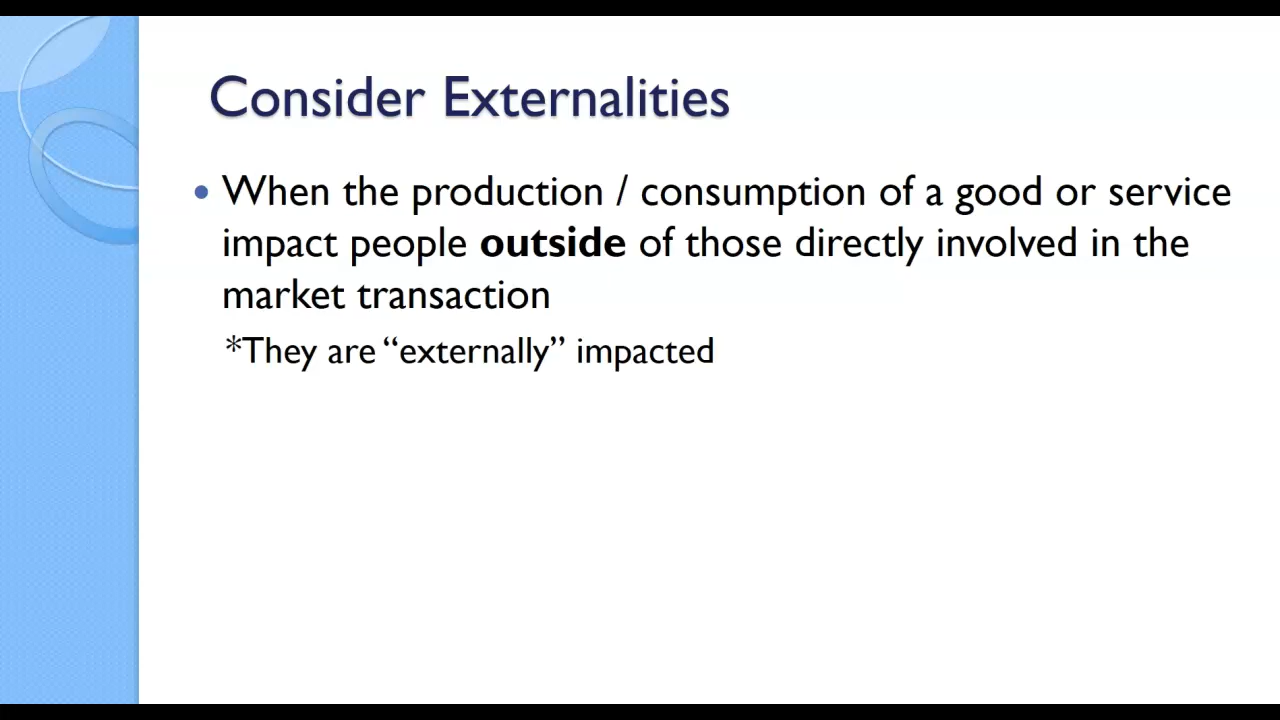 Consider Externalities
• When the production / consumption of a good or service
impact people outside of those directly involved in the
market transaction
*They are “externally” impacted